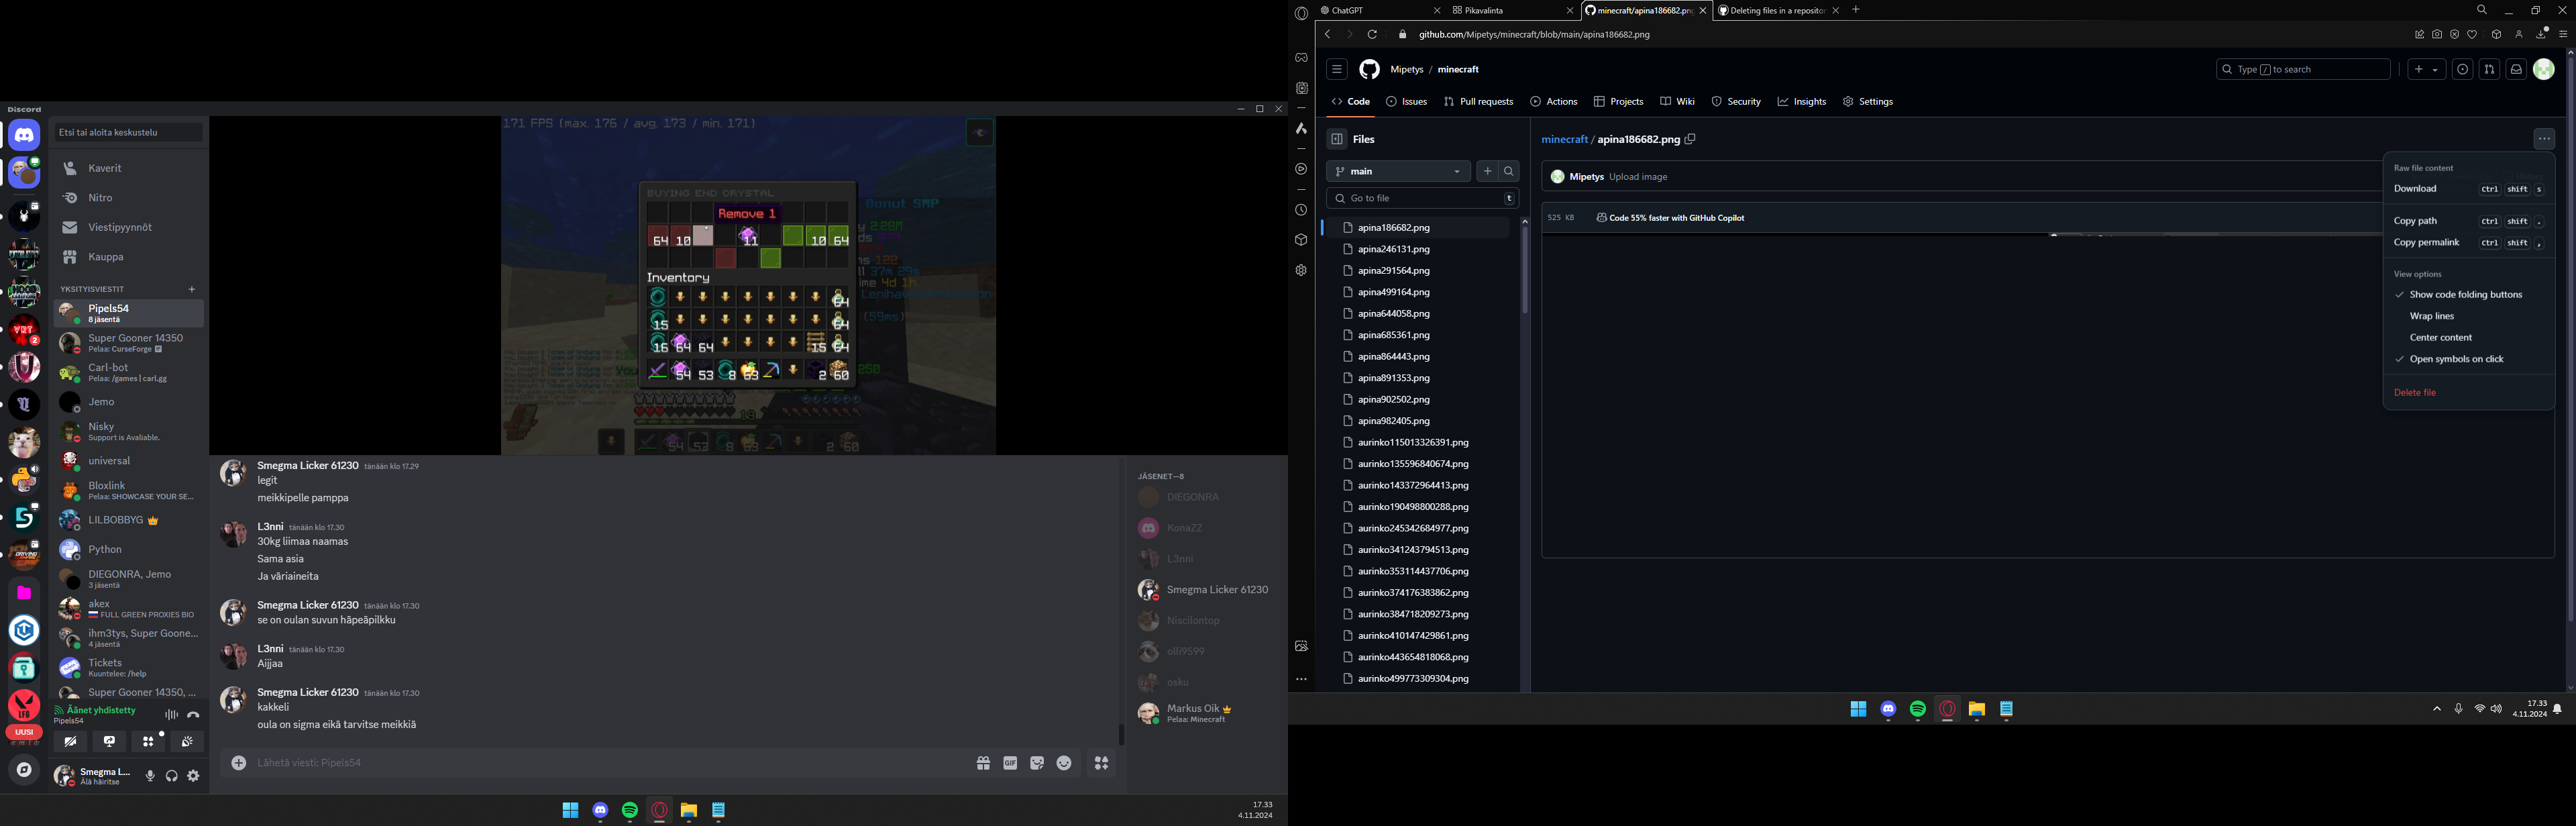 Discord
Etsi tai aloita keskustelu
Kaverit
Nitro
Viestipyynnöt
Kauppa
YKSITYISVIESTIT
Pipels54
8 jäsentä
Super Gooner 14350
Pelaa: CurseForge
Carl-bot
Pelaa: /games | carl.gg
Jemo
Nisky
Support is Avaliable.
universal
Bloxlink
Pelaa: SHOWCASE YOUR SE...
LILBOBBYG
Python
DIEGONRA, Jemo
3 jäsentä
akex
FULL GREEN PROXIES BIO
ihm3tys, Super Goone...
4 jäsentä
Tickets
Kuuntelee: /help
Super Gooner 14350, ...
Äänet yhdistetty
Pipels54
UUSI
Smegma L...
Älä häiritse
171 FPS (max. 176 / avg. 173 / min. 171)
BUYING END CRYSTAL
Remove 1
64 10 11 10 64
Inventory
64
15 64
16 64 64 15 64
54 53 8 63 2 60
Donut SMP
Smegma Licker 61230 tänään klo 17.29
legit
meikkipelle pamppa
L3nni tänään klo 17.30
30kg liimaa naamas
Sama asia
Ja väriaineita
Smegma Licker 61230 tänään klo 17.30
se on oulan suvun häpeäpilkku
L3nni tänään klo 17.30
Aijjaa
Smegma Licker 61230 tänään klo 17.30
kakkeli
oula on sigma eikä tarvitse meikkiä
Lähetä viesti: Pipels54
GIF
JÄSENET—8
DIEGONRA
KonaZZ
L3nni
Smegma Licker 61230
Niscilontop
olli9599
osku
Markus Oik
Pelaa: Minecraft
17.33
4.11.2024
ChatGPT
Pikavalinta
minecraft/apina186682.pn
Deleting files in a repositor
github.com/Mipetys/minecraft/blob/main/apina186682.png
Mipetys / minecraft
Type / to search
Code
Issues
Pull requests
Actions
Projects
Wiki
Security
Insights
Settings
Files
main
Go to file t
apina186682.png
apina246131.png
apina291564.png
apina499164.png
apina644058.png
apina685361.png
apina864443.png
apina891353.png
apina902502.png
apina982405.png
aurinko115013326391.png
aurinko135596840674.png
aurinko143372964413.png
aurinko190498800288.png
aurinko245342684977.png
aurinko341243794513.png
aurinko353114437706.png
aurinko374176383862.png
aurinko384718209273.png
aurinko410147429861.png
aurinko443654818068.png
aurinko499773309304.png
minecraft / apina186682.png
Mipetys Upload image
525 KB
Code 55% faster with GitHub Copilot
Raw file content
Download Ctrl shift s
Copy path Ctrl shift .
Copy permalink Ctrl shift ,
View options
Show code folding buttons
Wrap lines
Center content
Open symbols on click
Delete file
17.33
4.11.2024